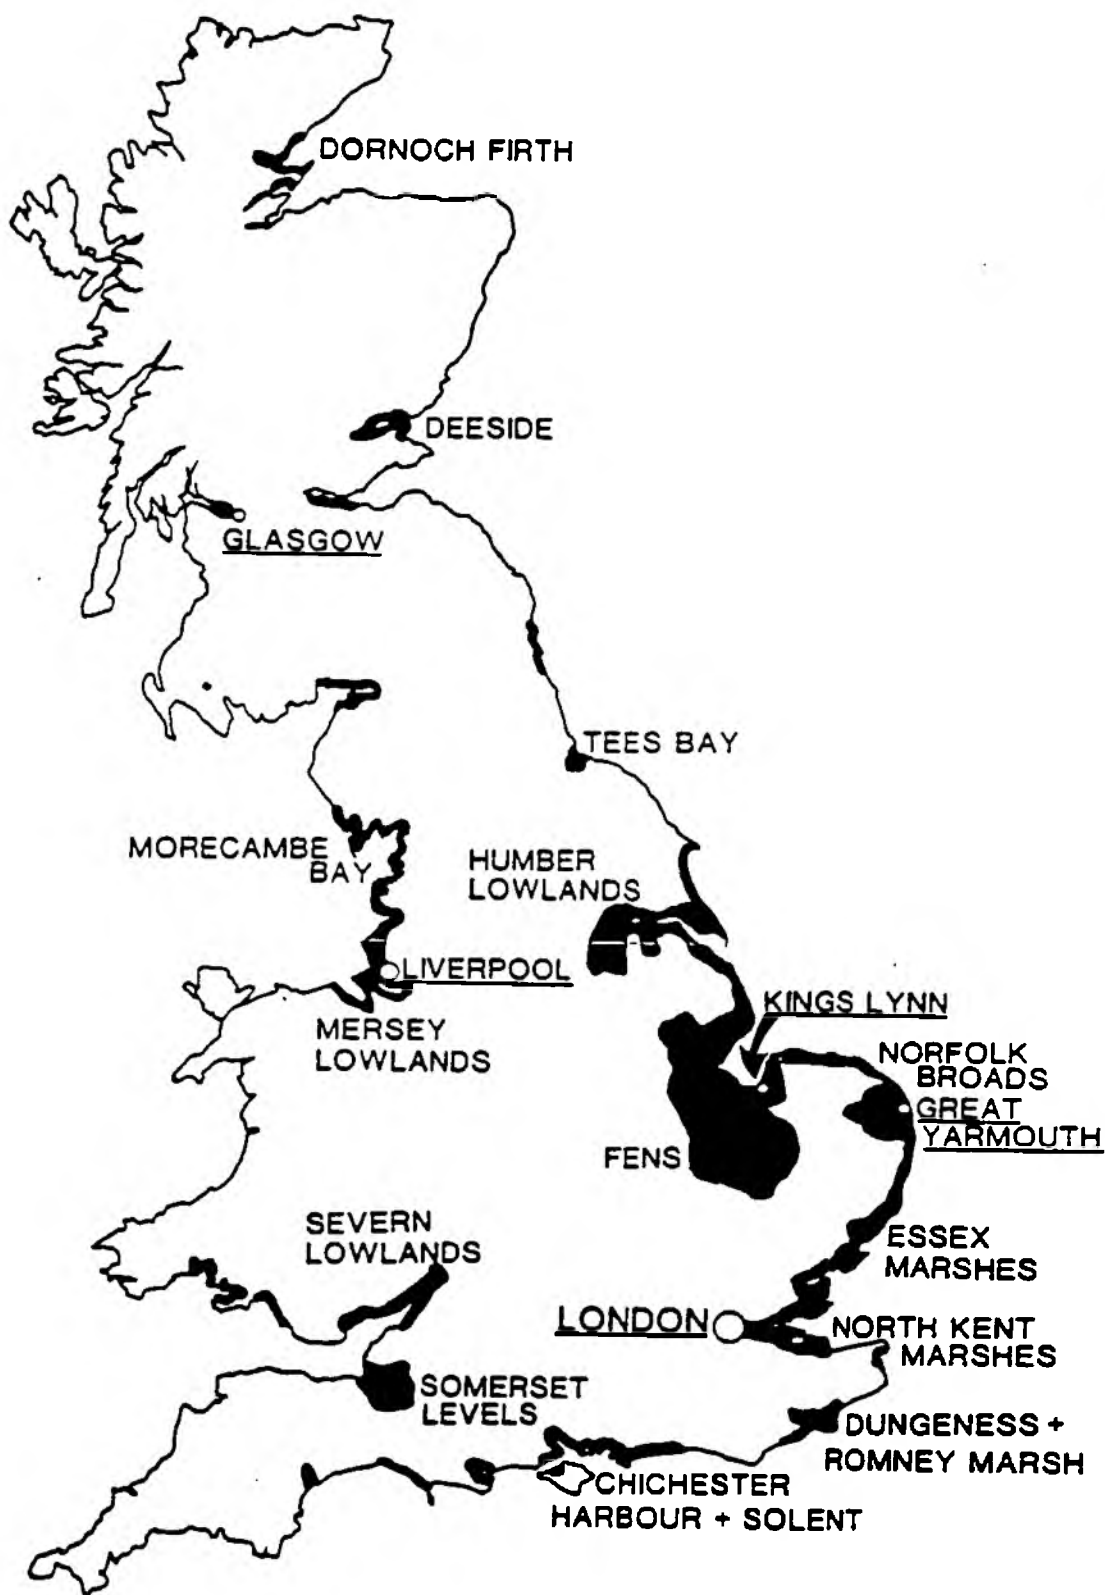 DORNOCH FIRTH
DEESIDE
GLASGOW
TEES BAY
MORECAMBE
BAY
HUMBER
LOWLANDS
LIVERPOOL
KINGS LYNN
MERSEY
LOWLANDS
NORFOLK
BROADS
GREAT
YARMOUTH
FENS
SEVERN
LOWLANDS
ESSEX
MARSHES
LONDON
NORTH KENT
MARSHES
SOMERSET
LEVELS
DUNGENESS +
ROMNEY MARSH
CHICHESTER
HARBOUR + SOLENT